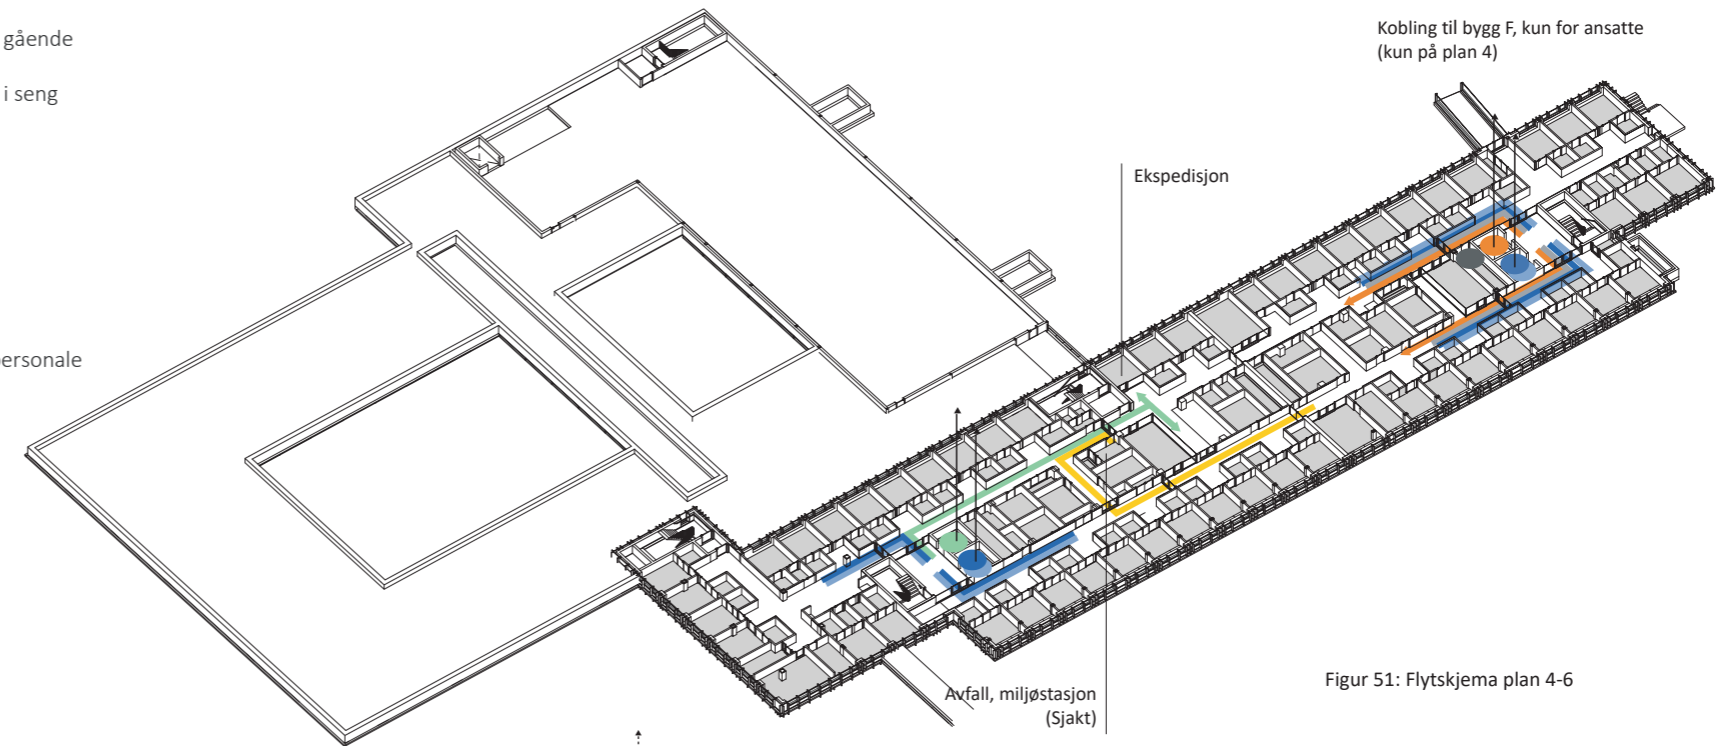 gående
i seng
personale
Kobling til bygg F, kun for ansatte
(kun på plan 4)
Ekspedisjon
Avfall, miljøstasjon
(Sjakt)
Figur 51: Flytskjema plan 4-6